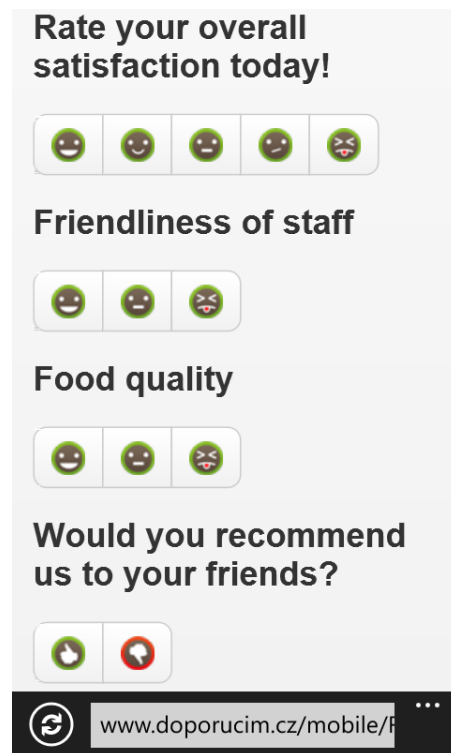 Rate your overall
satisfaction today!
Friendliness of staff
Food quality
Would you recommend
us to your friends?
www.doporucim.cz/mobile/F